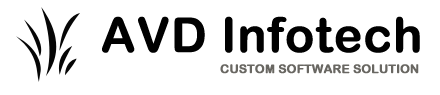 AVD Infotech
CUSTOM SOFTWARE SOLUTION